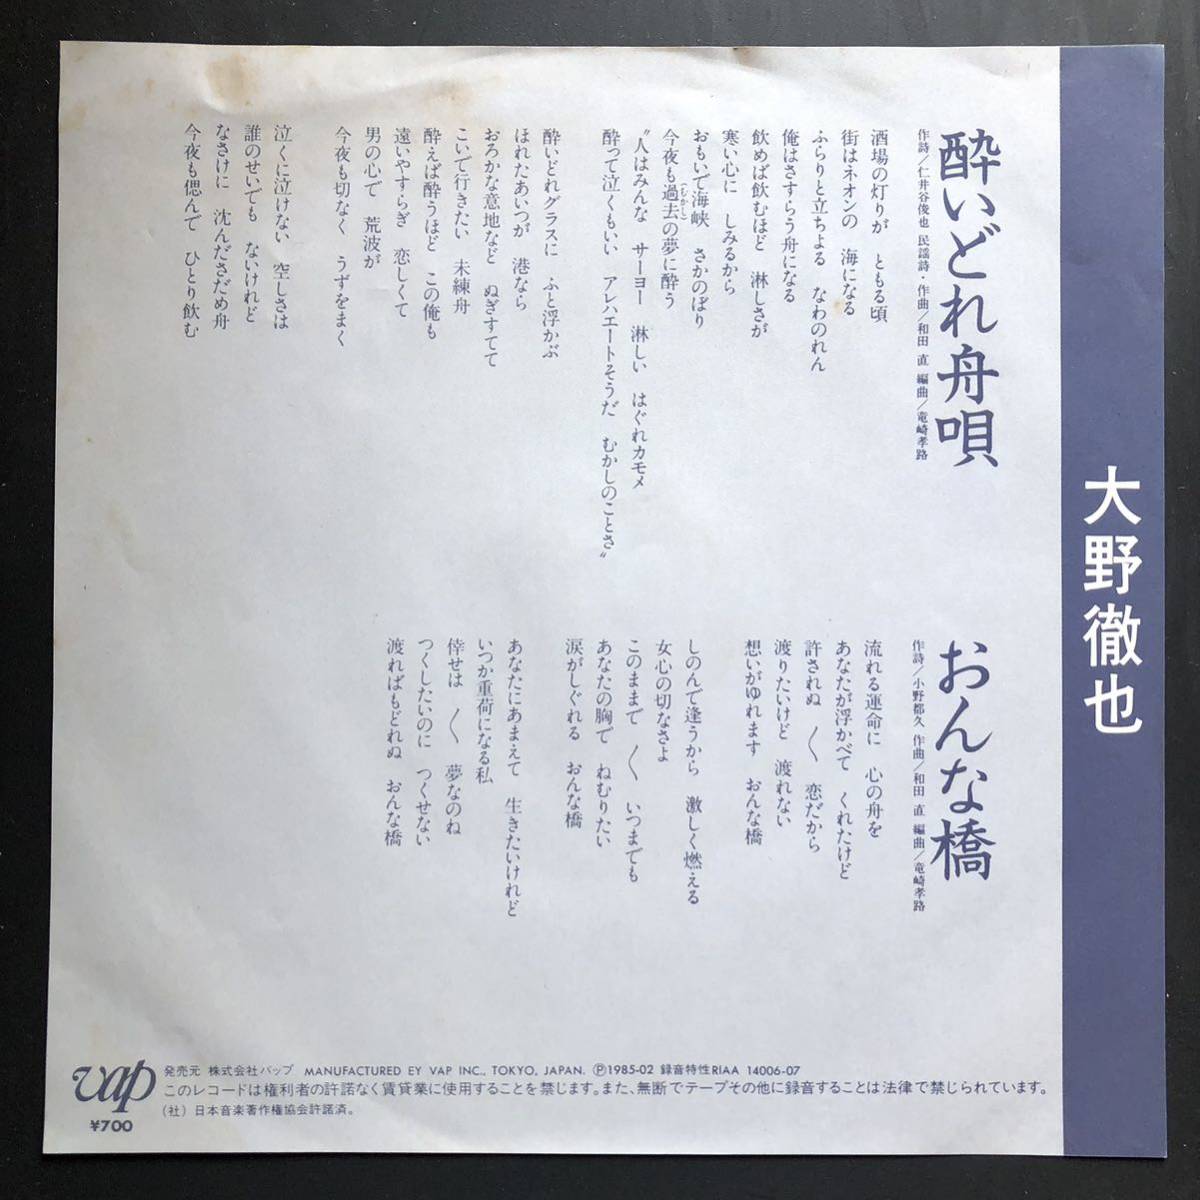 大野徹也
酔いどれ舟唄
作詩／仁井谷俊也 民謡詩・作曲／和田 直 編曲／竜崎孝路
酒場の灯りが ともる頃
街はネオンの 海になる
ふらりと立ちよる なわのれん
俺はさすらう舟になる
飲めば飲むほど 淋しさが
寒い心に しみるから
おもいで海峡 さかのぼり
今夜も過去(むかし)の夢に酔う
〝人はみんな サーヨー 淋しい はぐれカモメ
酔って泣くもいい アレハエートそうだ むかしのことさ〟
酔いどれグラスに ふと浮かぶ
ほれたあいつが 港なら
おろかな意地など ぬぎすてて
こいで行きたい 未練舟
酔えば酔うほど この俺も
遠いやすらぎ 恋しくて
男の心で 荒波が
今夜も切なく うずをまく
泣くに泣けない 空しさは
誰のせいでも ないけれど
なさけに 沈んださだめ舟
今夜も偲んで ひとり飲む
おんな橋
作詩／小野都久 作曲／和田 直 編曲／竜崎孝路
流れる運命に 心の舟を
あなたが浮かべて くれたけど
許されぬ 〱 恋だから
渡りたいけど 渡れない
想いがゆれます おんな橋
しのんで逢うから 激しく燃える
女心の切なさよ
このままで 〱 いつまでも
あなたの胸で ねむりたい
涙がしぐれる おんな橋
あなたにあまえて 生きたいけれど
いつか重荷になる私
倖せは 〱 夢なのね
つくしたいのに つくせない
渡ればもどれぬ おんな橋
vap
¥700
発売元 株式会社バップ MANUFACTURED BY VAP INC., TOKYO, JAPAN. Ⓟ1985-02 録音特性RIAA 14006-07
このレコードは権利者の許諾なく賃貸業に使用することを禁じます。また、無断でテープその他に録音することは法律で禁じられています。
(社) 日本音楽著作権協会許諾済。